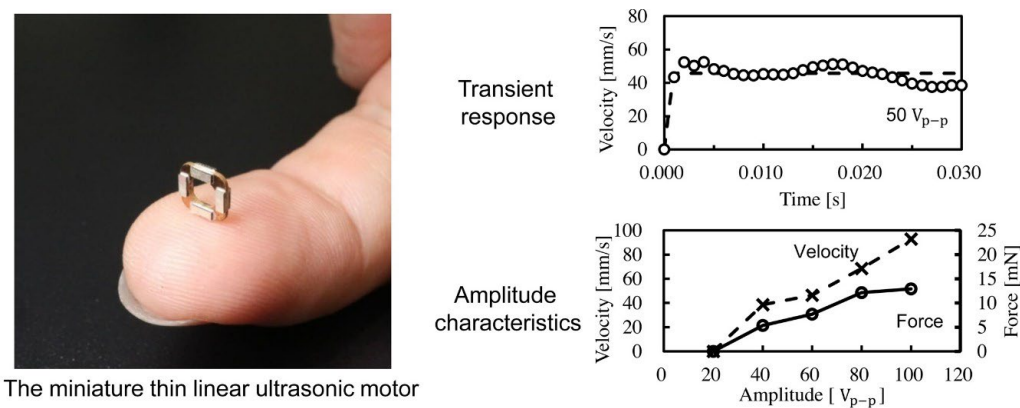 The miniature thin linear ultrasonic motor
Transient
response
Velocity [mm/s]
80
60
40
20
0
50 Vp−p
0.000
0.010
0.020
0.030
Time [s]
Amplitude
characteristics
Velocity [mm/s]
100
80
60
40
20
0
Velocity
Force
25
20
15
10
5
0
Force [mN]
0
20
40
60
80
100
120
Amplitude [ Vp−p]